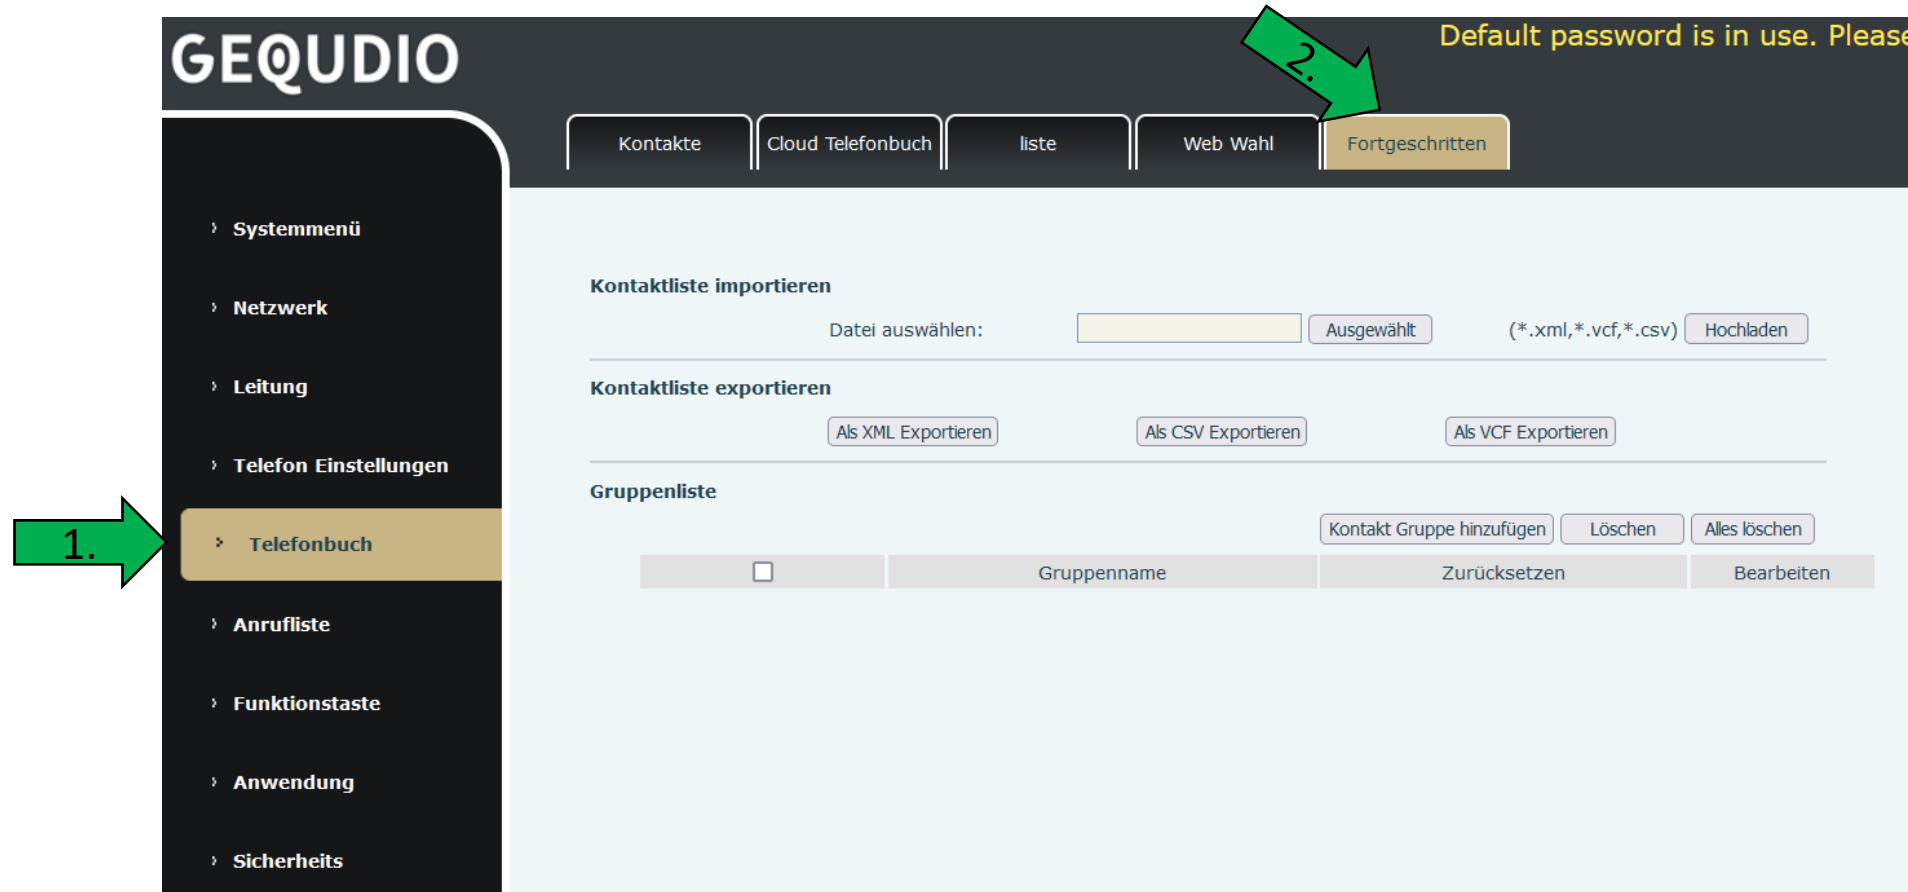 GEQUDIO
2.
Default password is in use. Please
Kontakte
Cloud Telefonbuch
liste
Web Wahl
Fortgeschritten
Systemmenü
Netzwerk
Leitung
Telefon Einstellungen
1.
Telefonbuch
Anrufliste
Funktionstaste
Anwendung
Sicherheits
Kontaktliste importieren
Datei auswählen: Ausgewählt (*.xml,*.vcf,*.csv) Hochladen
Kontaktliste exportieren
Als XML Exportieren Als CSV Exportieren Als VCF Exportieren
Gruppenliste
Kontakt Gruppe hinzufügen Löschen Alles löschen
Gruppenname Zurücksetzen Bearbeiten